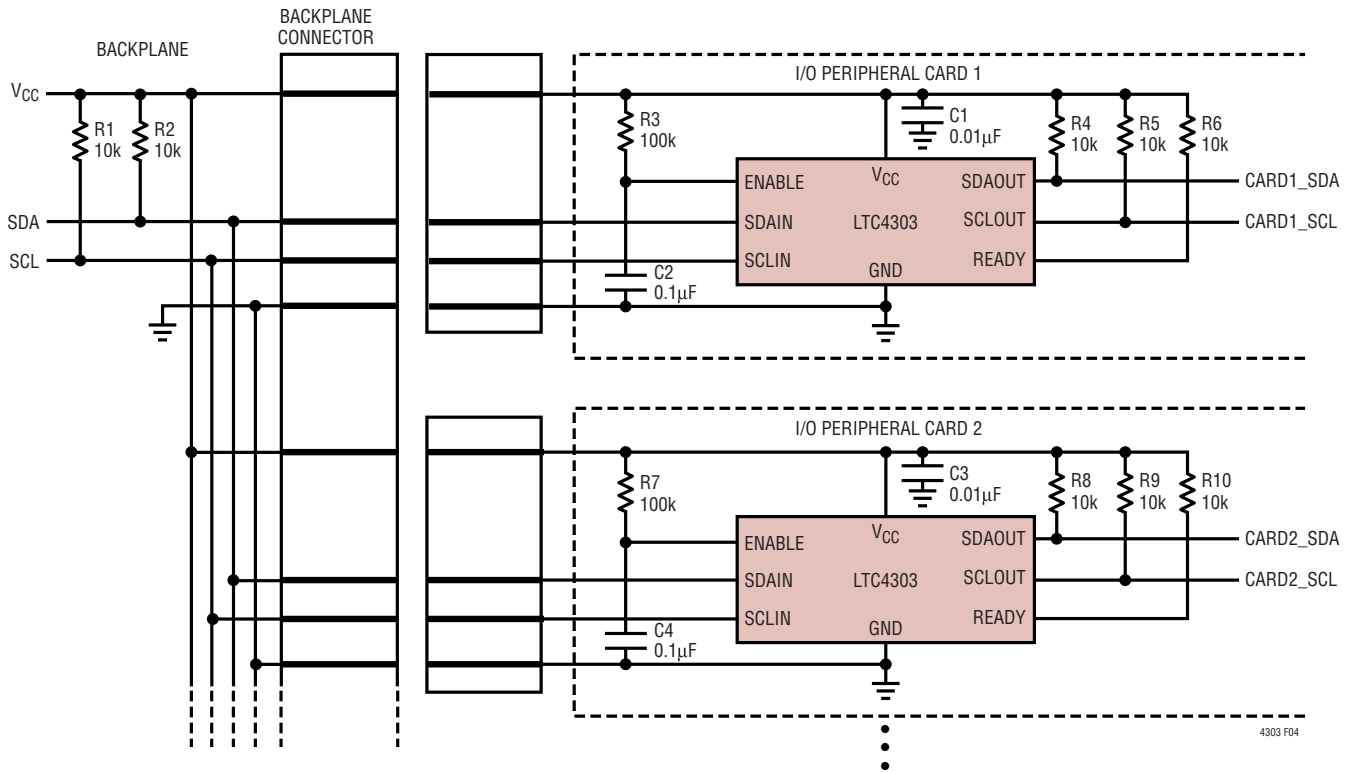 BACKPLANE
BACKPLANE
CONNECTOR
I/O PERIPHERAL CARD 1
VCC
R1
10k
R2
10k
SDA
SCL
R3
100k
C1
0.01μF
R4
10k
R5
10k
R6
10k
ENABLE
VCC
SDAOUT
CARD1_SDA
SDAIN
LTC4303
SCLOUT
CARD1_SCL
SCLIN
GND
READY
C2
0.1μF
I/O PERIPHERAL CARD 2
R7
100k
C3
0.01μF
R8
10k
R9
10k
R10
10k
ENABLE
VCC
SDAOUT
CARD2_SDA
SDAIN
LTC4303
SCLOUT
CARD2_SCL
SCLIN
GND
READY
C4
0.1μF
4303 F04